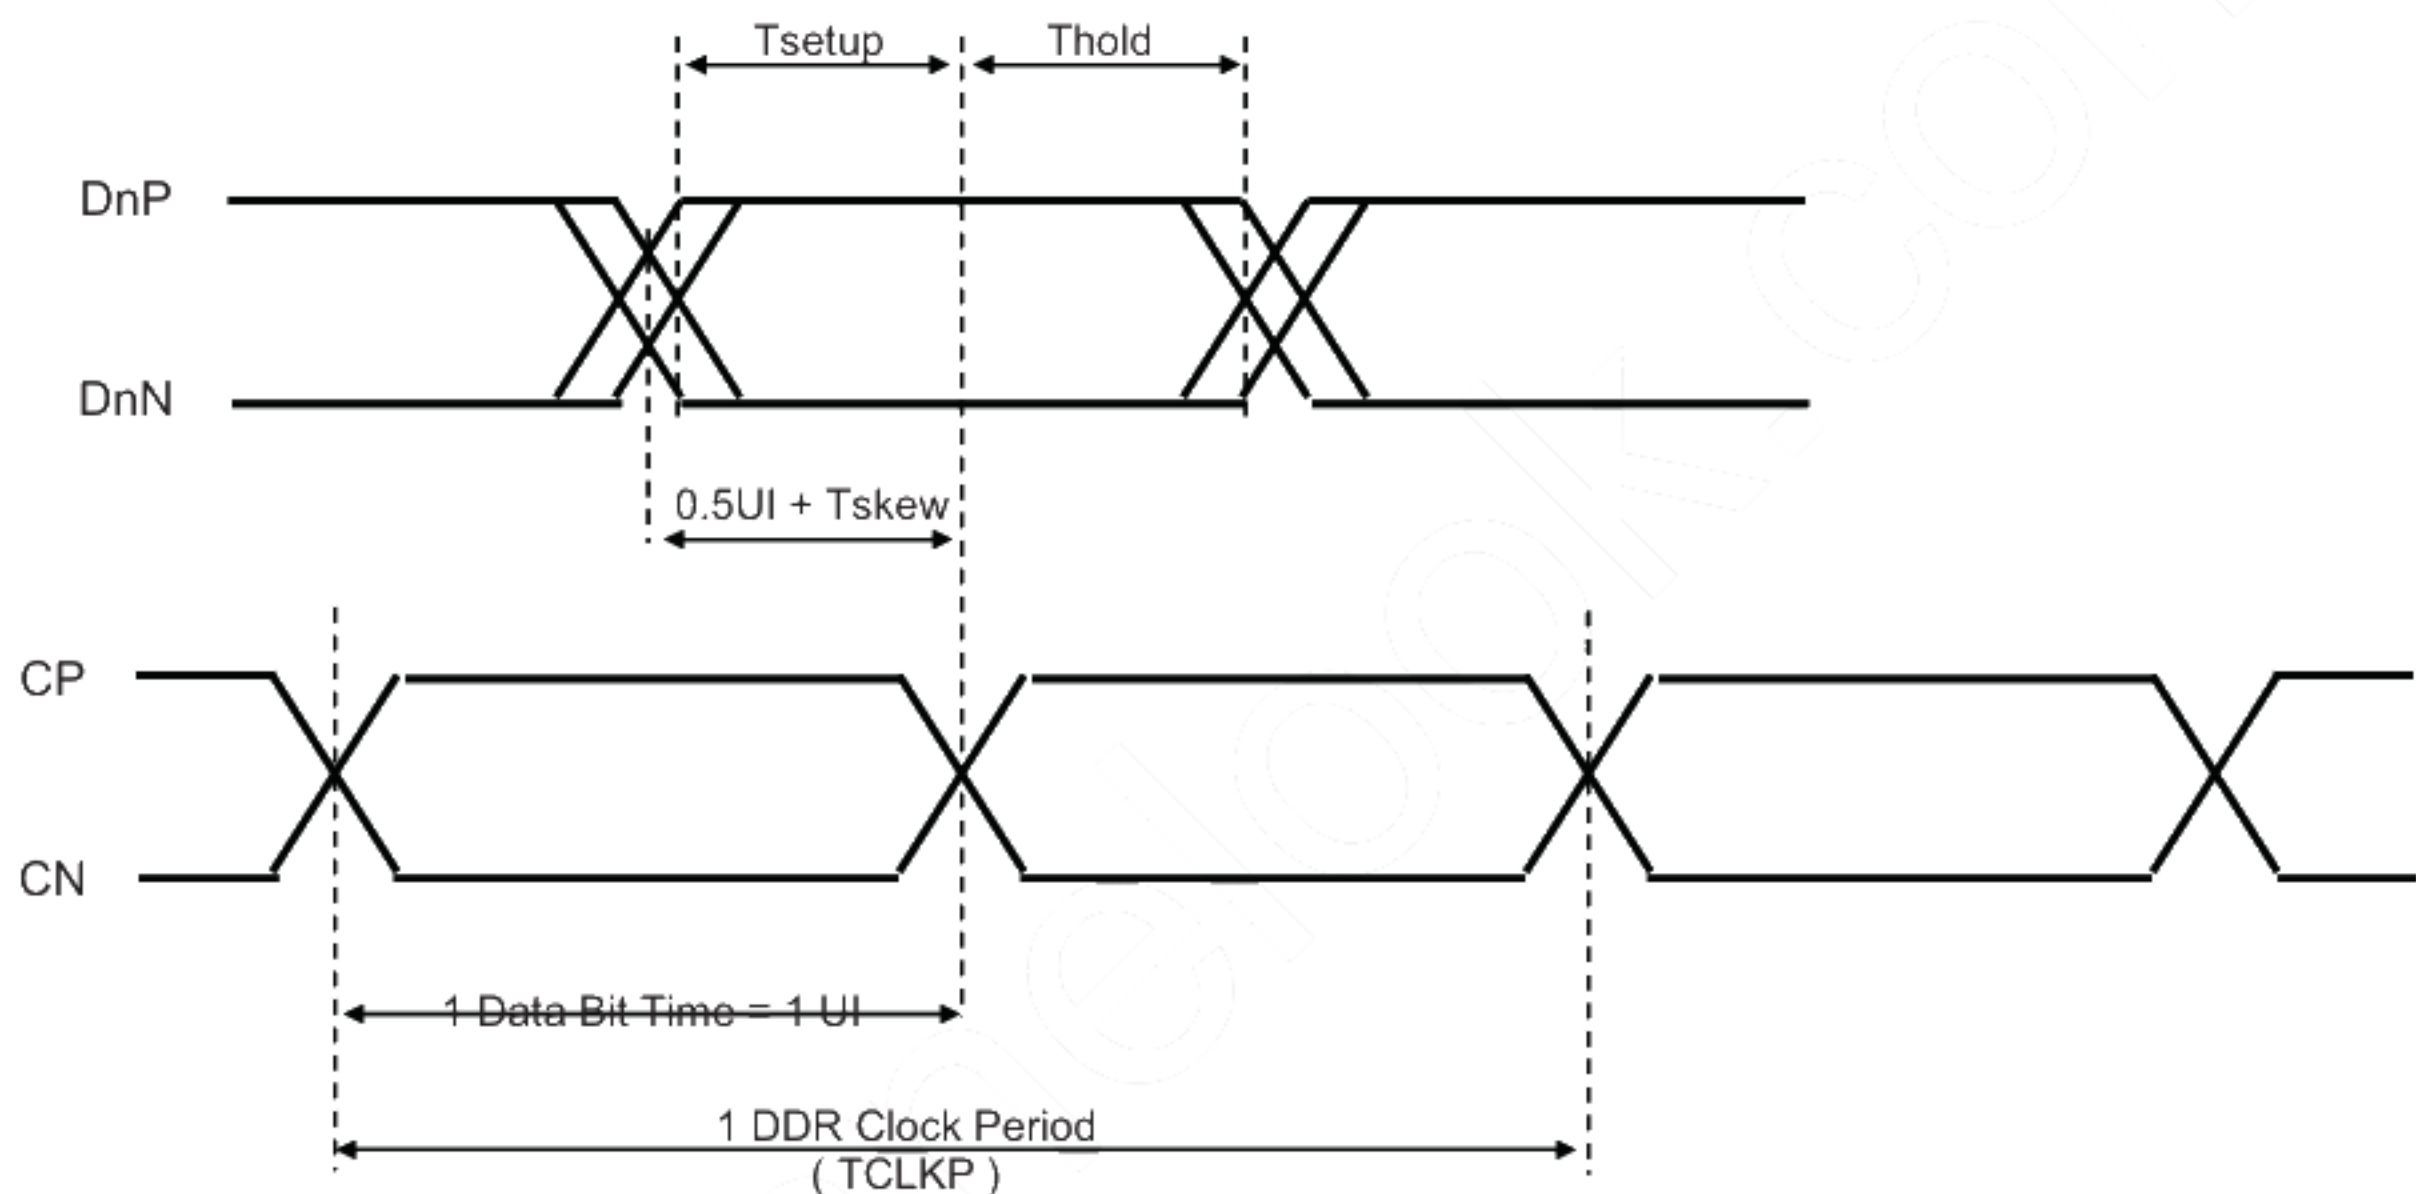 Tsetup
Thold
DnP
DnN
0.5UI + Tskew
CP
CN
1 Data Bit Time = 1 UI
1 DDR Clock Period
( TCLKP )